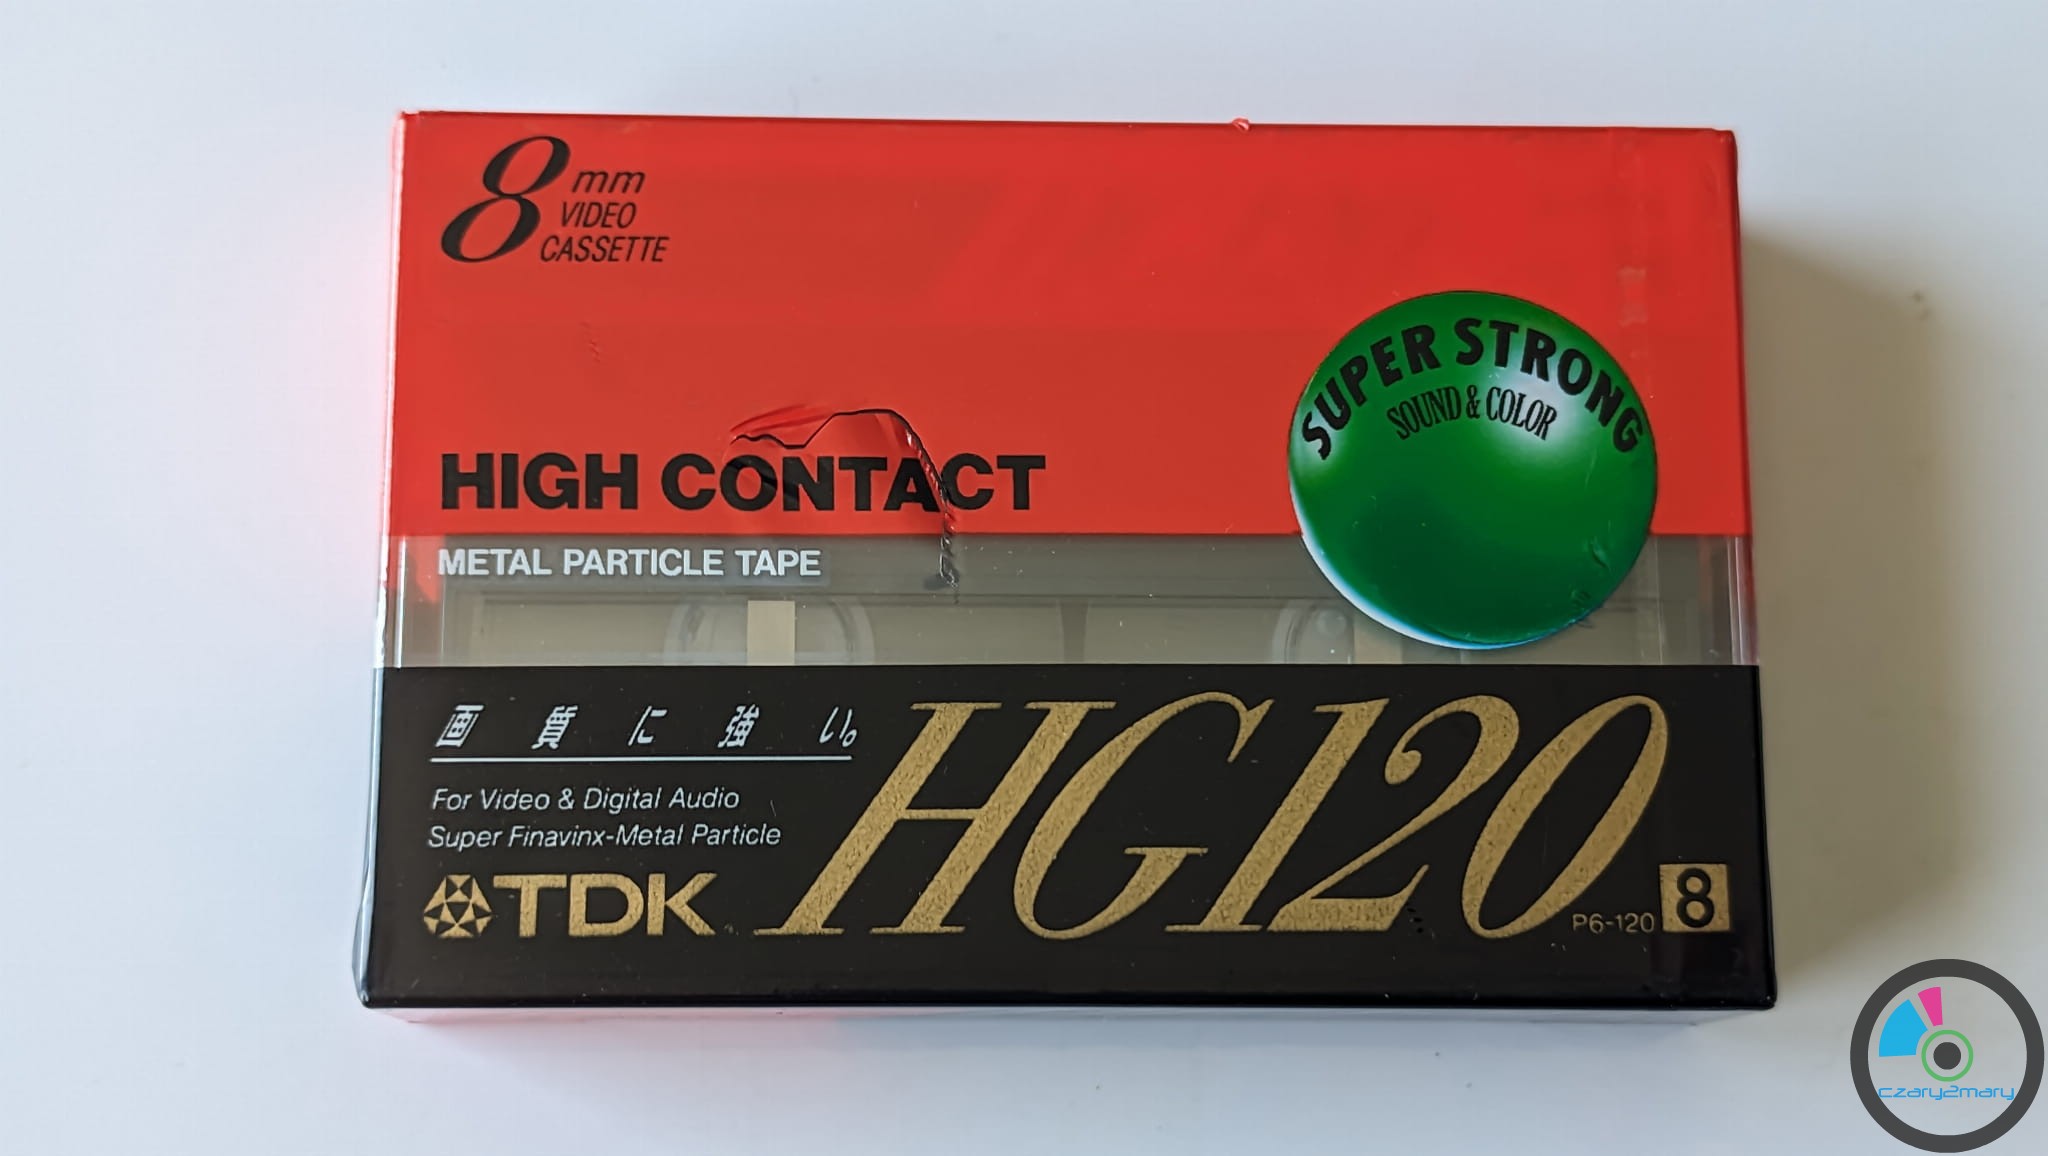 8 mm
VIDEO
CASSETTE
SUPER STRONG
SOUND & COLOR
HIGH CONTACT
METAL PARTICLE TAPE
画質に強い。
For Video & Digital Audio
Super Finavinx-Metal Particle
TDK
HG120
P6-120
8
czary2mary